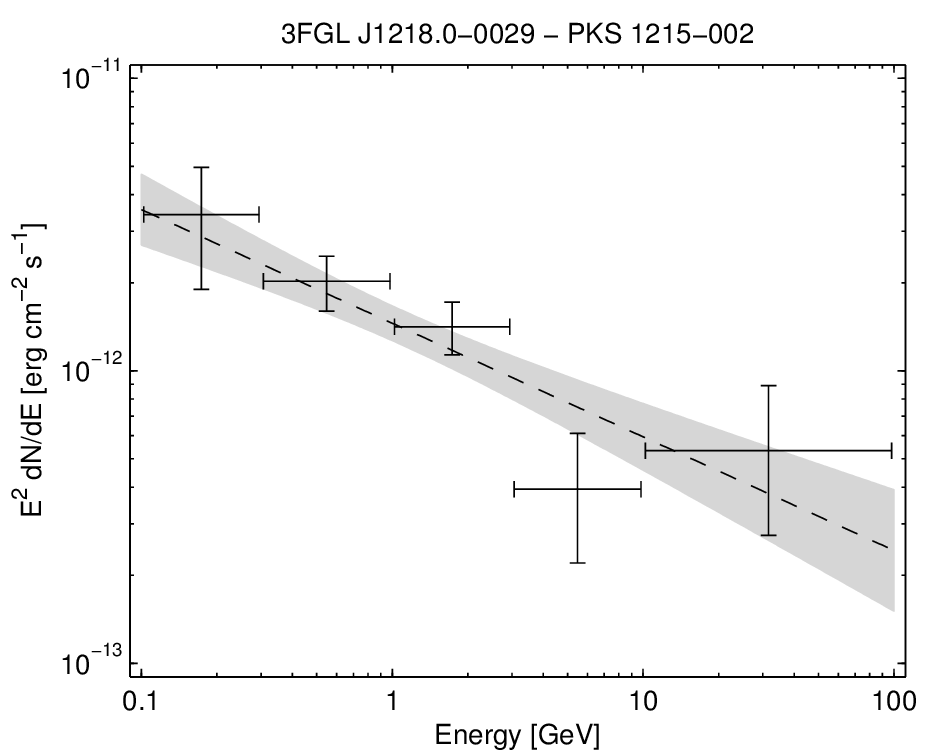 3FGL J1218.0−0029 − PKS 1215−002
E² dN/dE [erg cm⁻² s⁻¹]
10⁻¹¹
10⁻¹²
10⁻¹³
0.1 1 10 100
Energy [GeV]